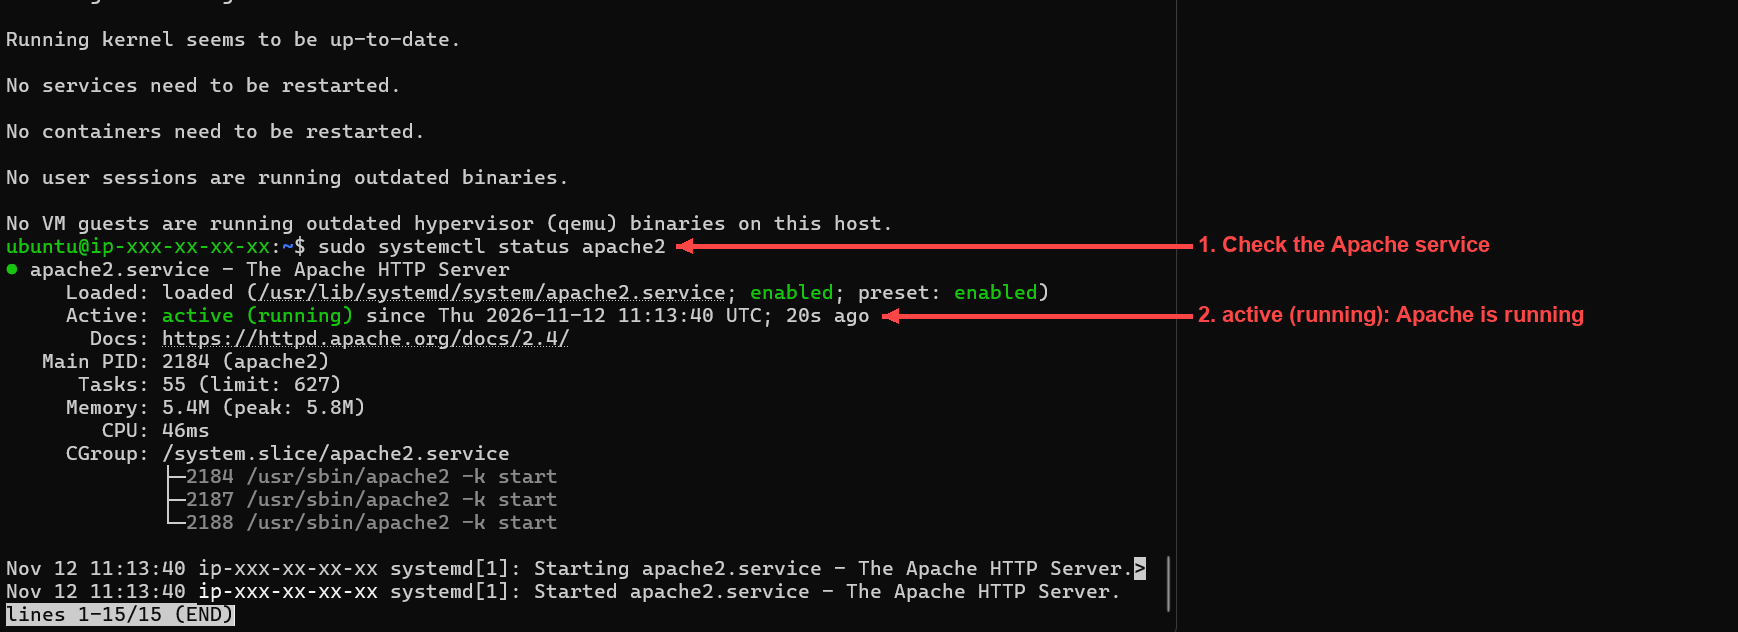 Running kernel seems to be up-to-date.
No services need to be restarted.
No containers need to be restarted.
No user sessions are running outdated binaries.
No VM guests are running outdated hypervisor (qemu) binaries on this host.
ubuntu@ip-xxx-xx-xx-xx:~$ sudo systemctl status apache2 1. Check the Apache service
● apache2.service - The Apache HTTP Server
Loaded: loaded (/usr/lib/systemd/system/apache2.service; enabled; preset: enabled)
Active: active (running) since Thu 2026-11-12 11:13:40 UTC; 20s ago 2. active (running): Apache is running
Docs: https://httpd.apache.org/docs/2.4/
Main PID: 2184 (apache2)
Tasks: 55 (limit: 627)
Memory: 5.4M (peak: 5.8M)
CPU: 46ms
CGroup: /system.slice/apache2.service
├─2184 /usr/sbin/apache2 -k start
├─2187 /usr/sbin/apache2 -k start
└─2188 /usr/sbin/apache2 -k start
Nov 12 11:13:40 ip-xxx-xx-xx-xx systemd[1]: Starting apache2.service - The Apache HTTP Server.>
Nov 12 11:13:40 ip-xxx-xx-xx-xx systemd[1]: Started apache2.service - The Apache HTTP Server.
lines 1-15/15 (END)